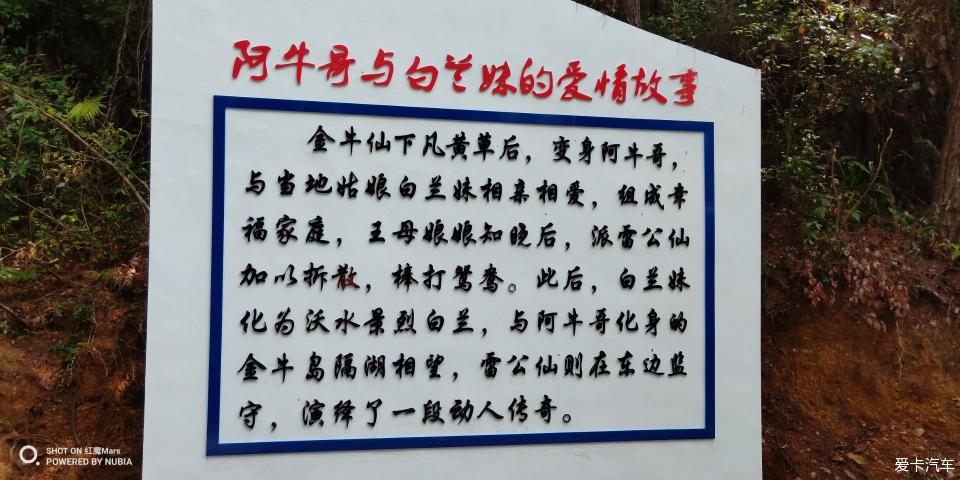 阿牛哥与白兰妹的爱情故事
金牛仙下凡黄草后，变身阿牛哥，
与当地姑娘白兰妹相亲相爱，组成幸
福家庭，王母娘娘知晓后，派雷公仙
加以拆散，棒打鸳鸯。此后，白兰妹
化为沃水景烈白兰，与阿牛哥化身的
金牛岛隔湖相望，雷公仙则在东边监
守，演绎了一段动人传奇。
SHOT ON 红魔Mars
POWERED BY NUBIA
爱卡汽车